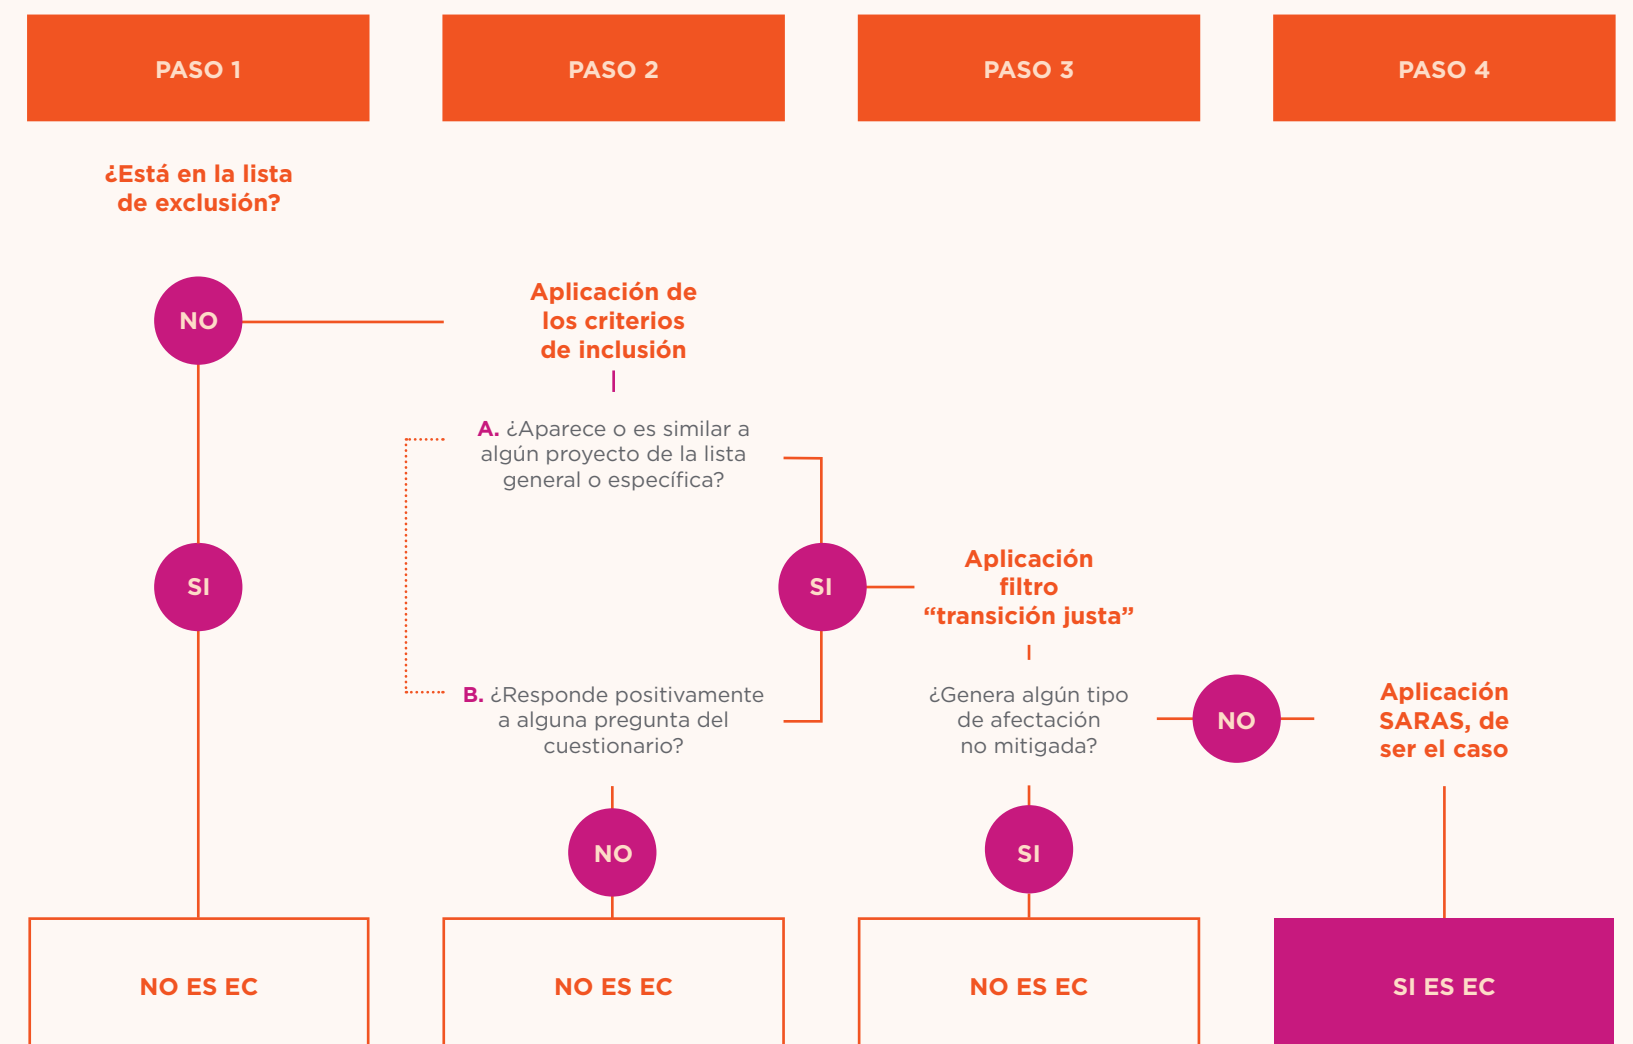 PASO 1
PASO 2
PASO 3
PASO 4
¿Está en la lista
de exclusión?
NO
SI
NO ES EC
Aplicación de
los criterios
de inclusión
A. ¿Aparece o es similar a
algún proyecto de la lista
general o específica?
B. ¿Responde positivamente
a alguna pregunta del
cuestionario?
SI
NO
NO ES EC
Aplicación
filtro
“transición justa”
¿Genera algún tipo
de afectación
no mitigada?
NO
SI
NO ES EC
Aplicación
SARAS, de
ser el caso
SI ES EC